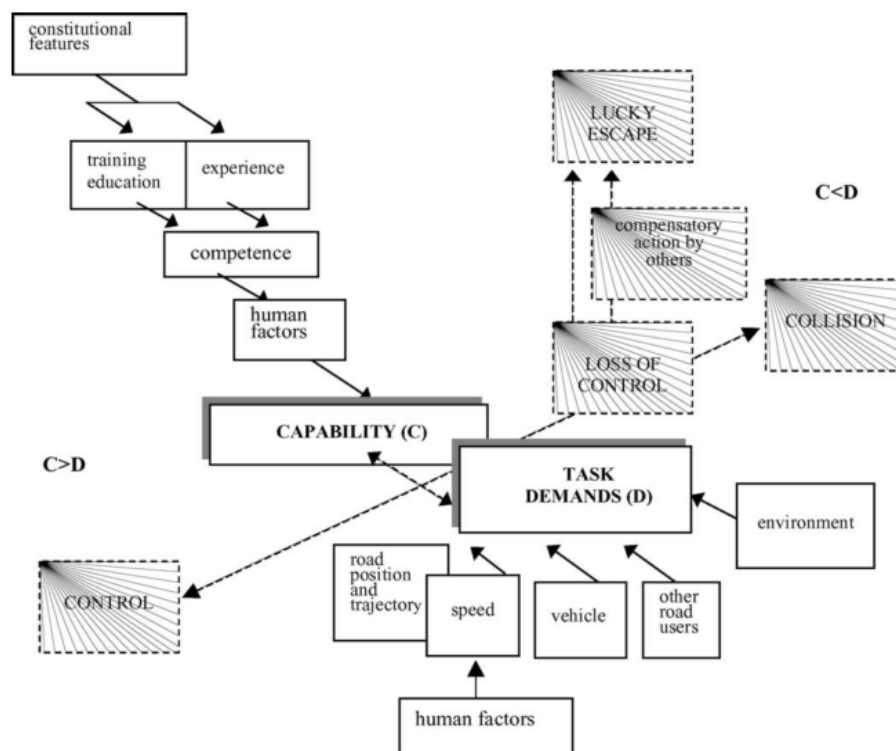 constitutional
features
training
education
experience
competence
human
factors
CAPABILITY (C)
C>D
CONTROL
LUCKY
ESCAPE
C<D
compensatory
action by
others
COLLISION
LOSS OF
CONTROL
TASK
DEMANDS (D)
environment
road
position
and
trajectory
speed
vehicle
other
road
users
human factors